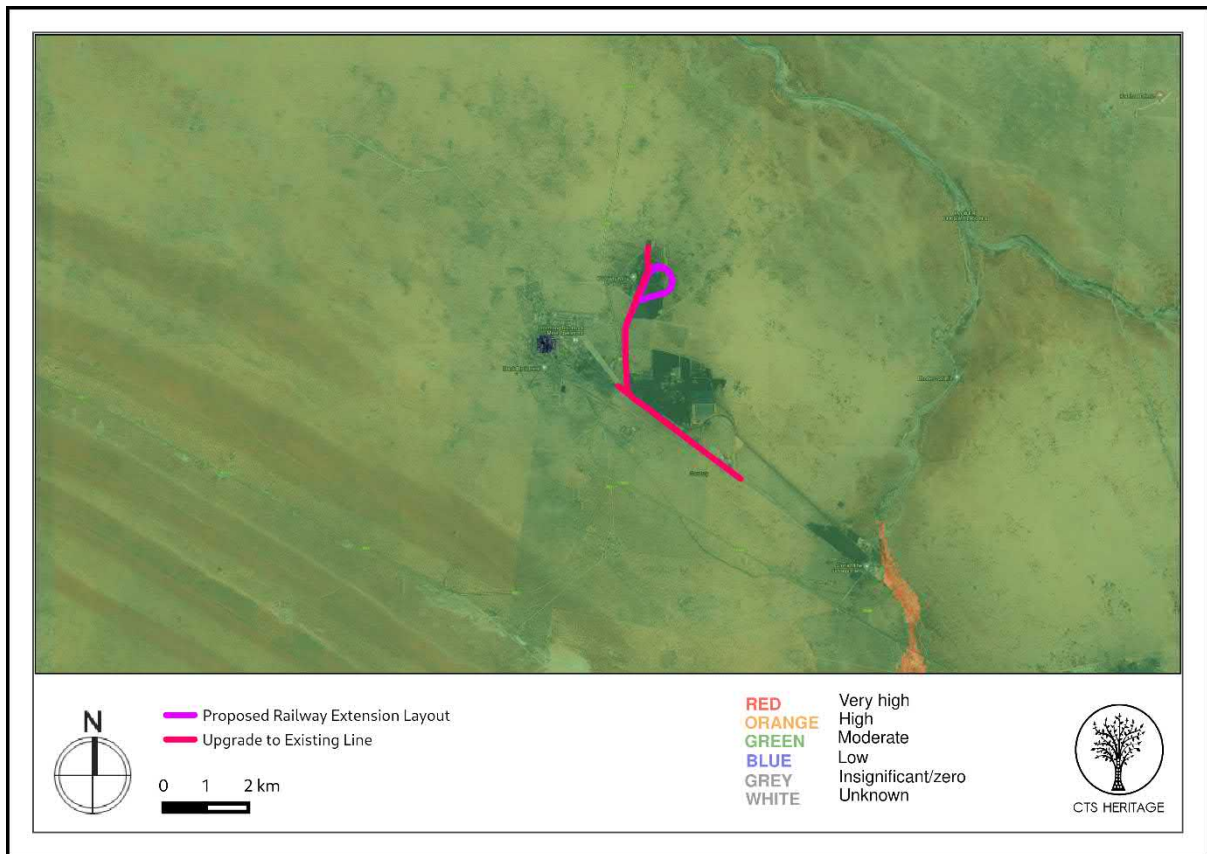 N
0 1 2 km
Proposed Railway Extension Layout
Upgrade to Existing Line
RED Very high
ORANGE High
GREEN Moderate
BLUE Low
GREY Insignificant/zero
WHITE Unknown
CTS HERITAGE